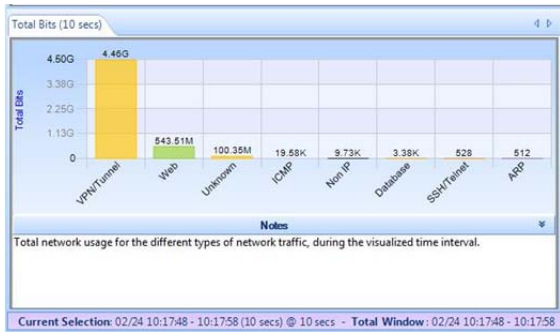 Total Bits (10 secs)
Total Bits
4.50G
3.38G
2.25G
1.13G
0
4.46G
543.51M
100.35M
19.58K
9.73K
3.38K
528
512
VPN/Tunnel
Web
Unknown
ICMP
Non IP
Database
SSH/Telnet
ARP
Notes
Total network usage for the different types of network traffic, during the visualized time interval.
Current Selection: 02/24 10:17:48 - 10:17:58 (10 secs) @ 10 secs - Total Window: 02/24 10:17:48 - 10:17:58